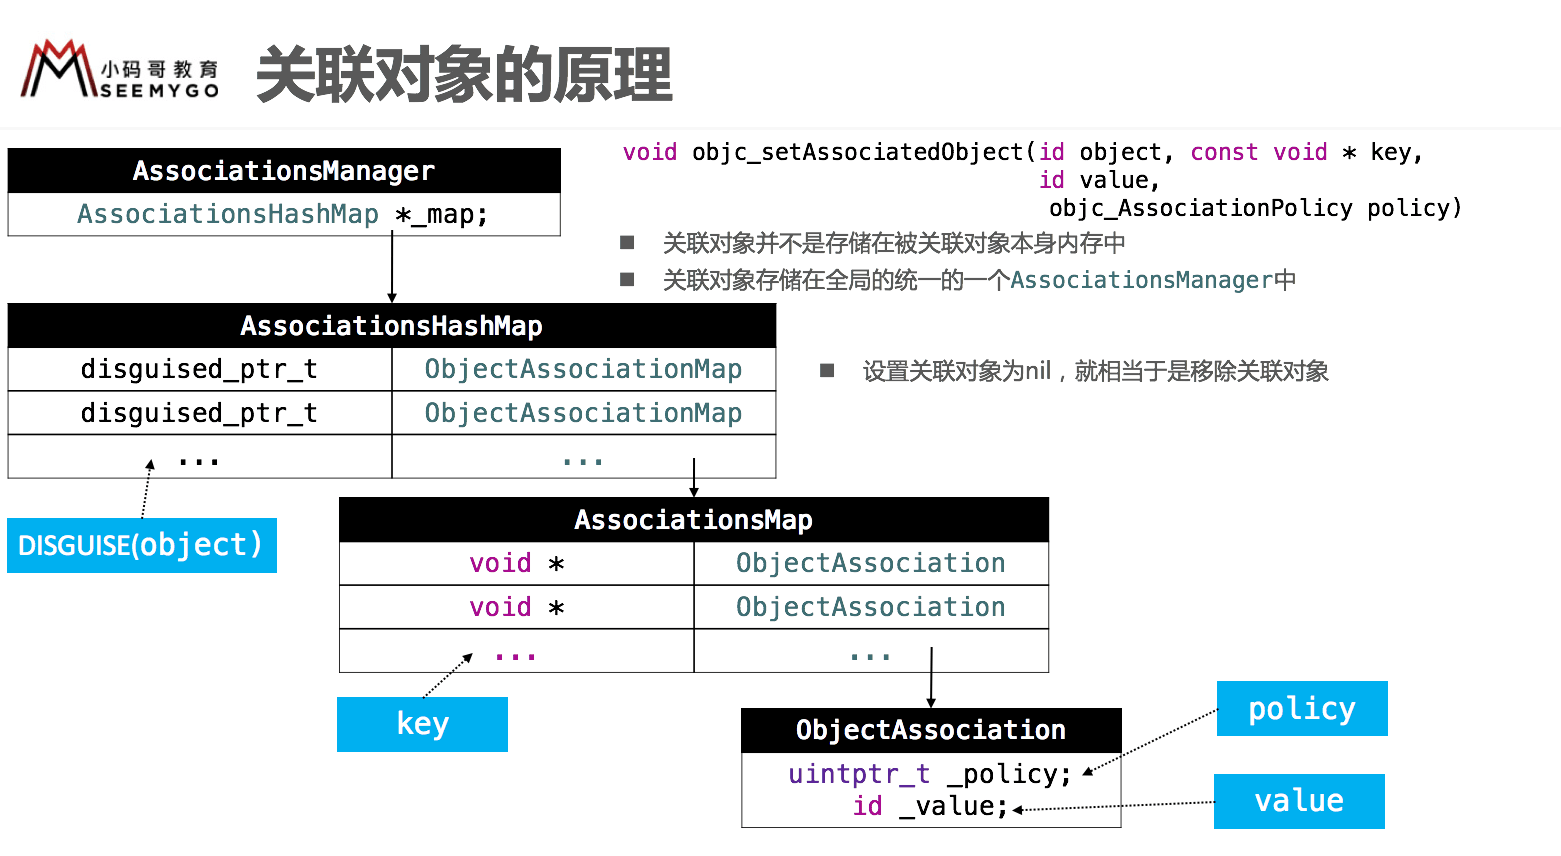 小码哥教育
SEEMYGO
关联对象的原理
void objc_setAssociatedObject(id object, const void * key,
id value,
objc_AssociationPolicy policy)
■ 关联对象并不是存储在被关联对象本身内存中
■ 关联对象存储在全局的统一的一个AssociationsManager中
■ 设置关联对象为nil，就相当于是移除关联对象
AssociationsManager
AssociationsHashMap *_map;
AssociationsHashMap
disguised_ptr_t ObjectAssociationMap
disguised_ptr_t ObjectAssociationMap
... ...
DISGUISE(object)
AssociationsMap
void * ObjectAssociation
void * ObjectAssociation
... ...
key
ObjectAssociation
uintptr_t _policy;
id _value;
policy
value